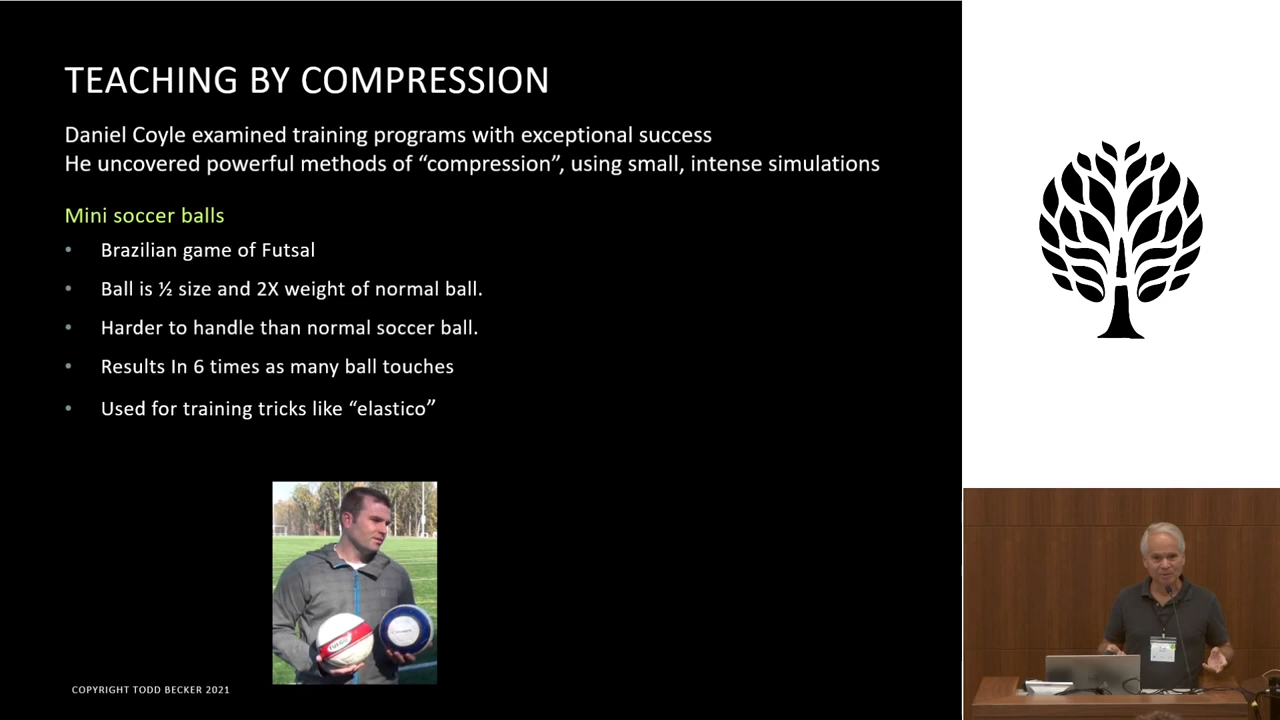 TEACHING BY COMPRESSION
Daniel Coyle examined training programs with exceptional success
He uncovered powerful methods of “compression”, using small, intense simulations
Mini soccer balls
• Brazilian game of Futsal
• Ball is ½ size and 2X weight of normal ball.
• Harder to handle than normal soccer ball.
• Results In 6 times as many ball touches
• Used for training tricks like “elastico”
COPYRIGHT TODD BECKER 2021